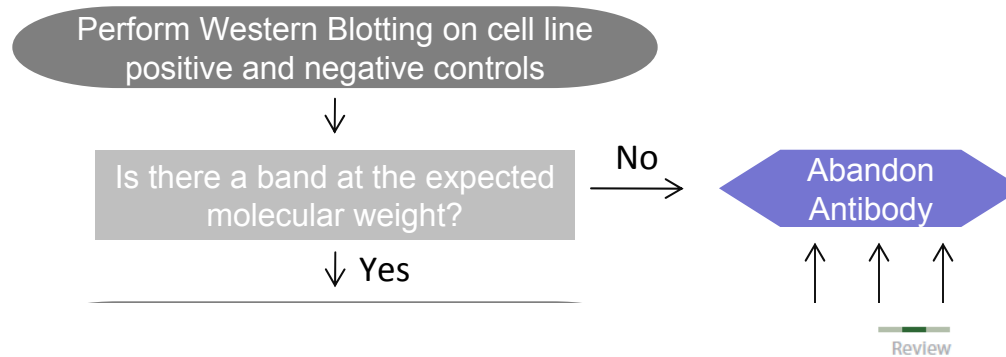 Perform Western Blotting on cell line
positive and negative controls
Is there a band at the expected
molecular weight?
No
Abandon
Antibody
Yes
Review